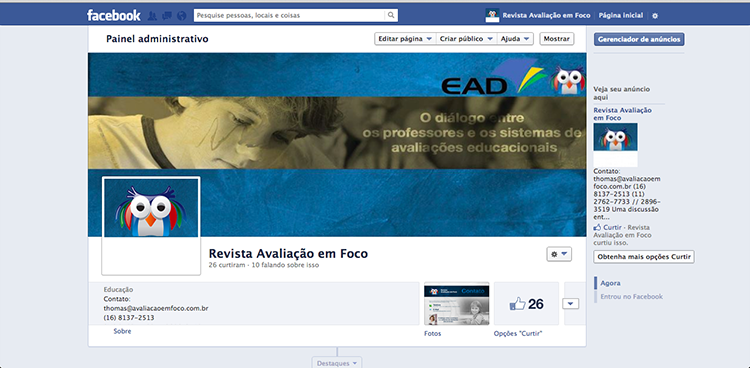 facebook
Pesquise pessoas, locais e coisas
Revista Avaliação em Foco
Página inicial
Painel administrativo
Editar página
Criar público
Ajuda
Mostrar
Gerenciador de anúncios
EAD
O diálogo entre
os professores e os sistemas de
avaliações educacionais
Revista Avaliação em Foco
26 curtiram · 10 falando sobre isso
Educação
Contato:
thomas@avaliacaoemfoco.com.br
(16) 8137-2513
Sobre
Fotos
26
Opções "Curtir"
Destaques
Veja seu anúncio
aqui
Revista Avaliação
em Foco
Contato:
thomas@avaliacaoem
foco.com.br (16)
8137-2513 (11)
2762-7733 // 2896-
3519 Uma discussão
ent...
Curtir · Revista
Avaliação em Foco
curtiu isso.
Obtenha mais opções Curtir
Agora
Entrou no Facebook